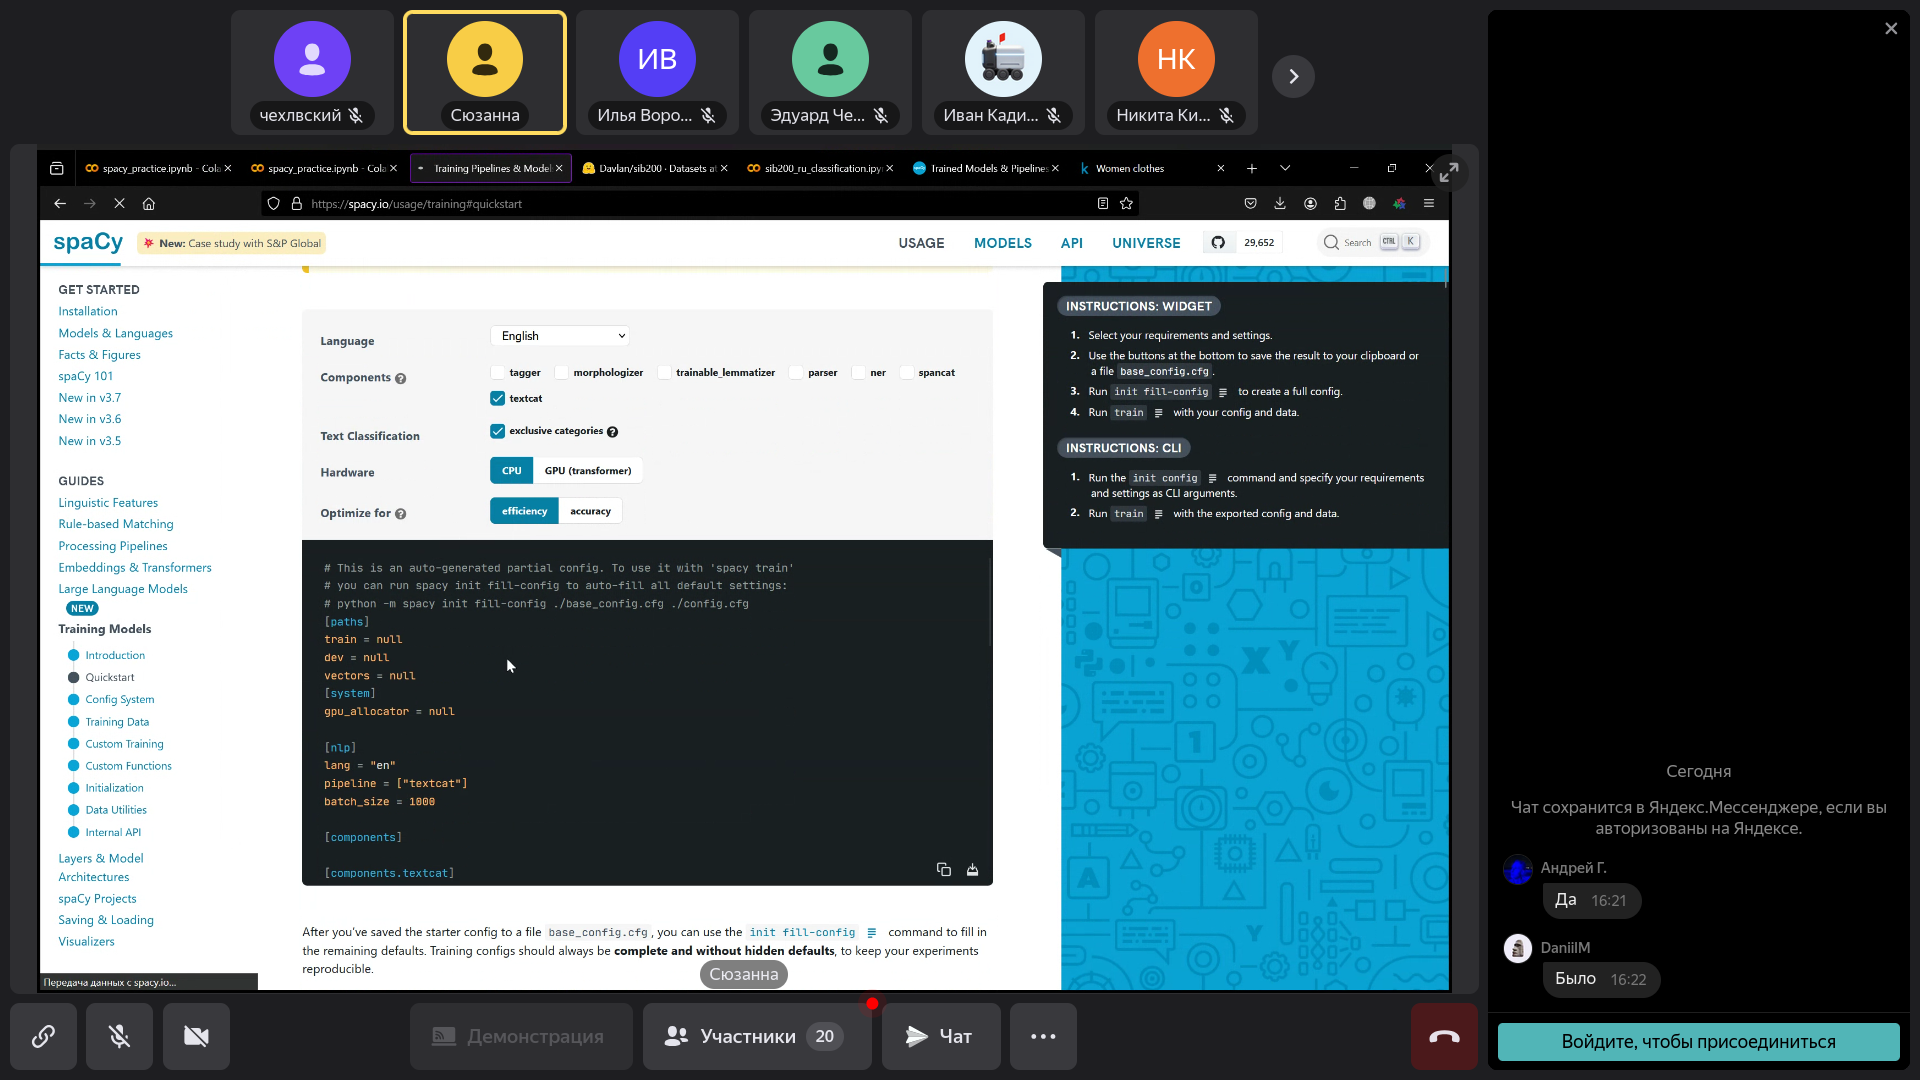 чехлвский
Сюзанна
ИВ
Илья Воро...
Эдуард Че...
Иван Кади...
НК
Никита Ки...
spacy_practice.ipynb - Cola
spacy_practice.ipynb - Cola
Training Pipelines & Model
Davlan/sib200 · Datasets at
sib200_ru_classification.ipy
Trained Models & Pipelines
Women clothes
https://spacy.io/usage/training#quickstart
spaCy
New: Case study with S&P Global
USAGE
MODELS
API
UNIVERSE
29,652
Search
CTRL
K
GET STARTED
Installation
Models & Languages
Facts & Figures
spaCy 101
New in v3.7
New in v3.6
New in v3.5
GUIDES
Linguistic Features
Rule-based Matching
Processing Pipelines
Embeddings & Transformers
Large Language Models
NEW
Training Models
Introduction
Quickstart
Config System
Training Data
Custom Training
Custom Functions
Initialization
Data Utilities
Internal API
Layers & Model
Architectures
spaCy Projects
Saving & Loading
Visualizers
Передача данных с spacy.io...
Language
English
Components
tagger
morphologizer
trainable_lemmatizer
parser
ner
spancat
textcat
Text Classification
exclusive categories
Hardware
CPU
GPU (transformer)
Optimize for
efficiency
accuracy
# This is an auto-generated partial config. To use it with 'spacy train'
# you can run spacy init fill-config to auto-fill all default settings:
# python -m spacy init fill-config ./base_config.cfg ./config.cfg
[paths]
train = null
dev = null
vectors = null
[system]
gpu_allocator = null
[nlp]
lang = "en"
pipeline = ["textcat"]
batch_size = 1000
[components]
[components.textcat]
After you've saved the starter config to a file base_config.cfg, you can use the init fill-config command to fill in
the remaining defaults. Training configs should always be complete and without hidden defaults, to keep your experiments
reproducible.
INSTRUCTIONS: WIDGET
1. Select your requirements and settings.
2. Use the buttons at the bottom to save the result to your clipboard or
a file base_config.cfg.
3. Run init fill-config to create a full config.
4. Run train with your config and data.
INSTRUCTIONS: CLI
1. Run the init config command and specify your requirements
and settings as CLI arguments.
2. Run train with the exported config and data.
Сюзанна
Демонстрация
Участники
20
Чат
Сегодня
Чат сохранится в Яндекс.Мессенджере, если вы
авторизованы на Яндексе.
Андрей Г.
Да 16:21
DaniilM
Было 16:22
Войдите, чтобы присоединиться